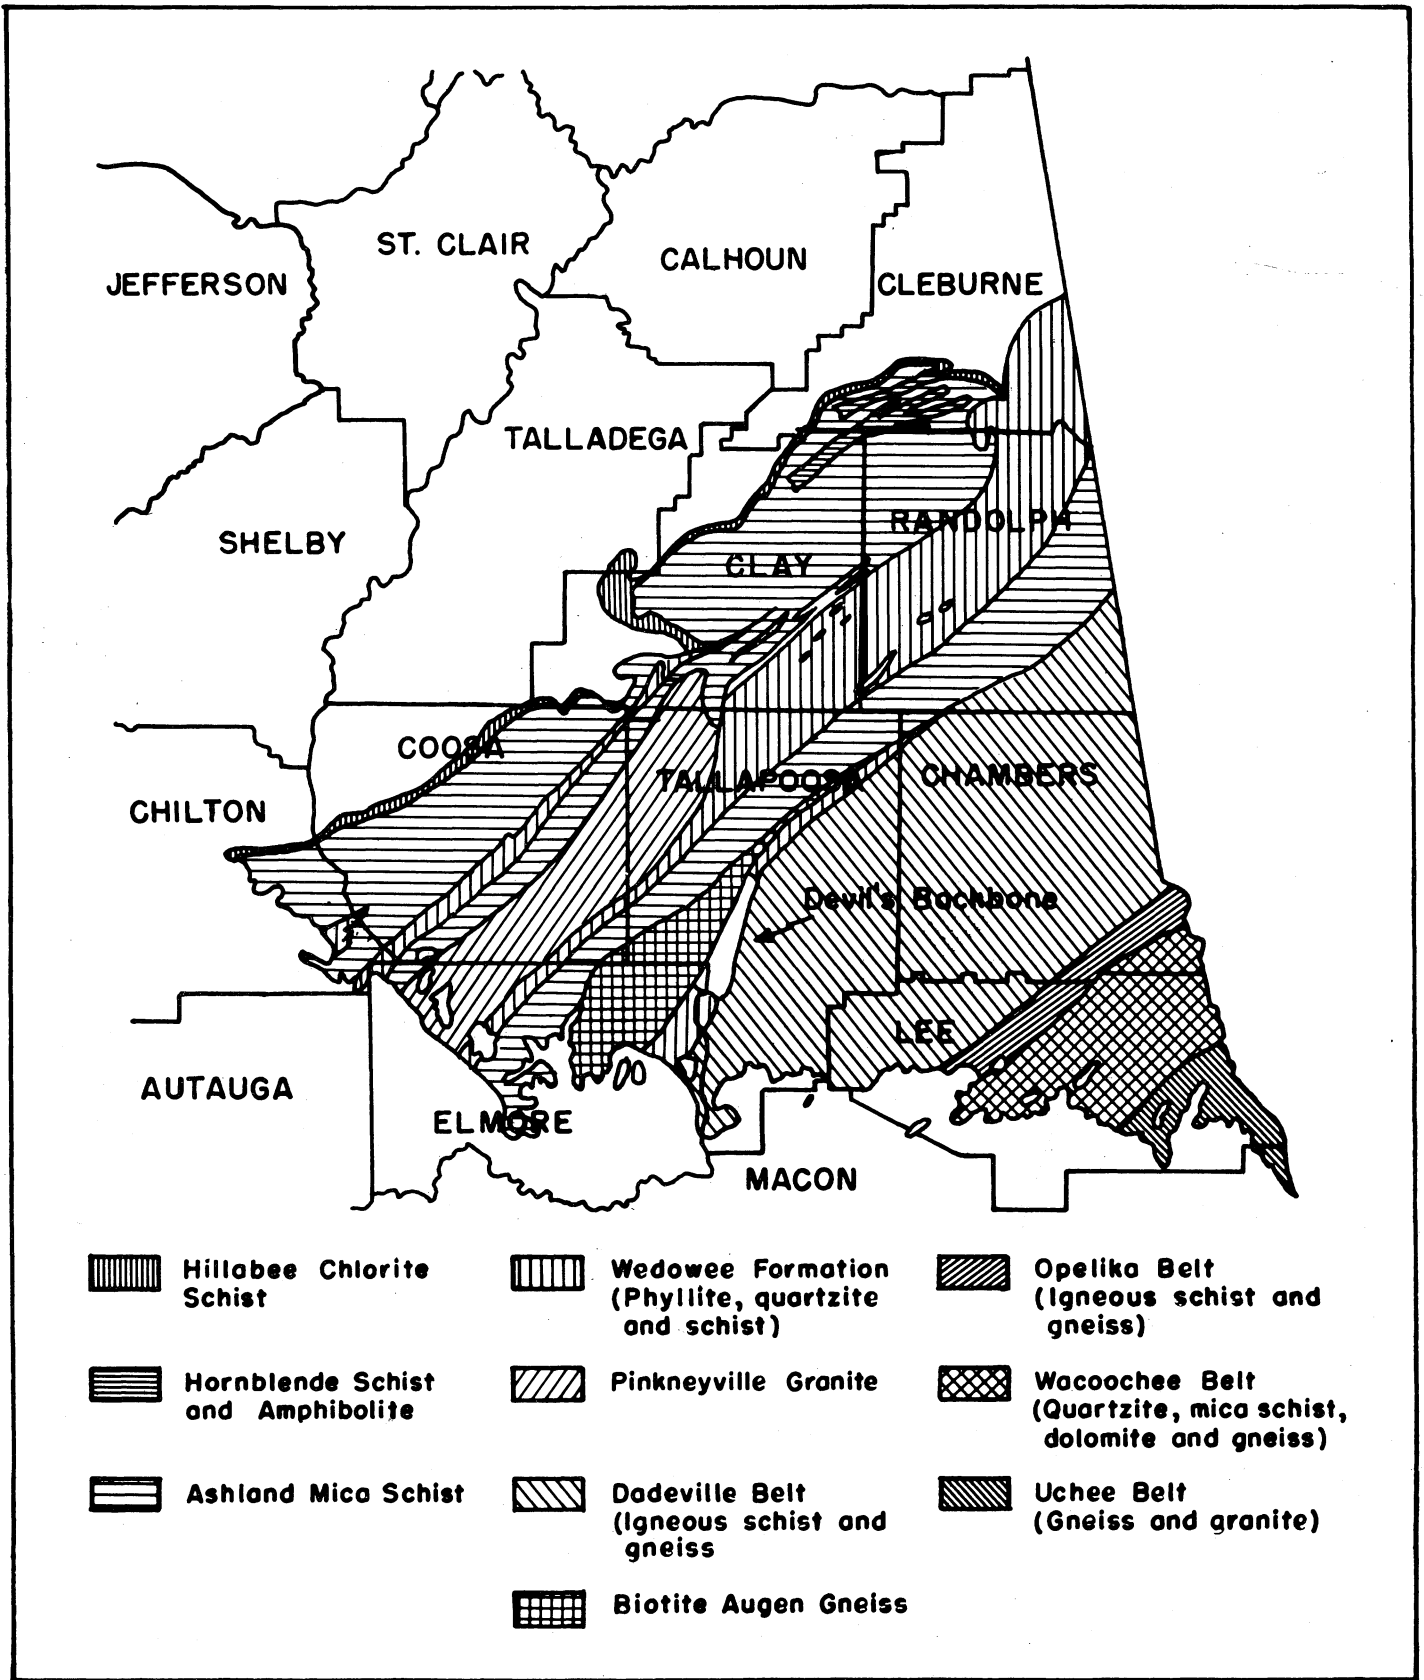 ST. CLAIR
CALHOUN
JEFFERSON
CLEBURNE
TALLADEGA
RANDOLPH
SHELBY
CLAY
COOSA
TALLAPOOSA
CHAMBERS
CHILTON
Devil's Backbone
LEE
AUTAUGA
ELMORE
MACON
Hillabee Chlorite
Schist
Hornblende Schist
and Amphibolite
Ashland Mica Schist
Wedowee Formation
(Phyllite, quartzite
and schist)
Pinkneyville Granite
Dadeville Belt
(Igneous schist and
gneiss
Biotite Augen Gneiss
Opelika Belt
(Igneous schist and
gneiss)
Wacoochee Belt
(Quartzite, mica schist,
dolomite and gneiss)
Uchee Belt
(Gneiss and granite)